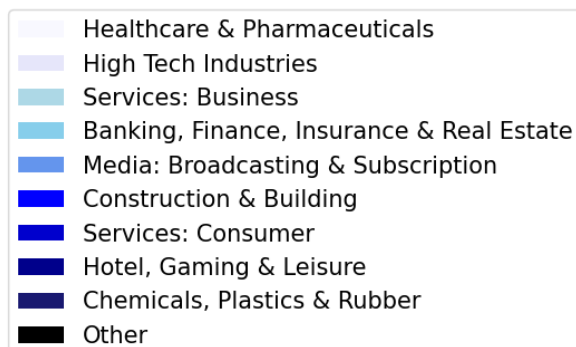 Healthcare & Pharmaceuticals
High Tech Industries
Services: Business
Banking, Finance, Insurance & Real Estate
Media: Broadcasting & Subscription
Construction & Building
Services: Consumer
Hotel, Gaming & Leisure
Chemicals, Plastics & Rubber
Other